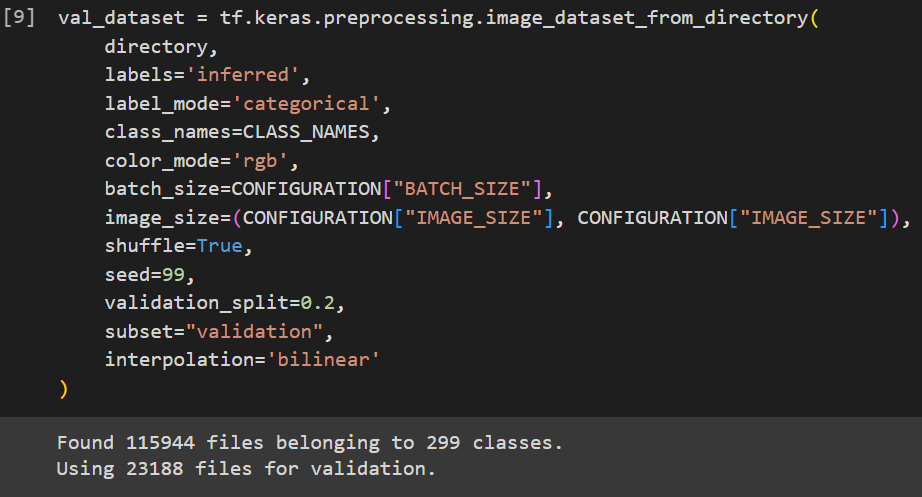 [9] val_dataset = tf.keras.preprocessing.image_dataset_from_directory(
    directory,
    labels='inferred',
    label_mode='categorical',
    class_names=CLASS_NAMES,
    color_mode='rgb',
    batch_size=CONFIGURATION["BATCH_SIZE"],
    image_size=(CONFIGURATION["IMAGE_SIZE"], CONFIGURATION["IMAGE_SIZE"]),
    shuffle=True,
    seed=99,
    validation_split=0.2,
    subset="validation",
    interpolation='bilinear'
)
Found 115944 files belonging to 299 classes.
Using 23188 files for validation.